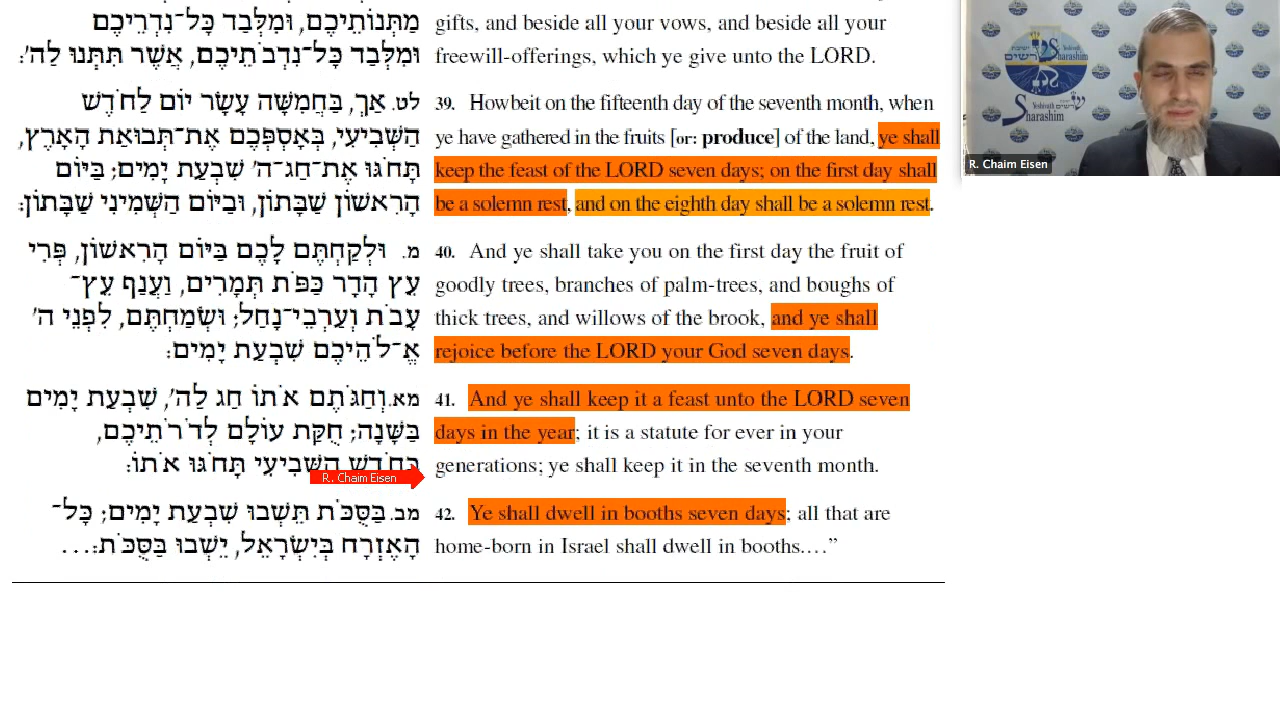 מַתְּנוֹתֵיכֶם, וּמִלְּבַד כָּל־נִדְרֵיכֶם
וּמִלְּבַד כָּל־נִדְבֹתֵיכֶם, אֲשֶׁר תִּתְּנוּ לַה':
לט. אַךְ, בַּחֲמִשָּׁה עָשָׂר יוֹם לַחֹדֶשׁ
הַשְּׁבִיעִי, בְּאָסְפְּכֶם אֶת־תְּבוּאַת הָאָרֶץ,
תָּחֹגּוּ אֶת־חַג־ה' שִׁבְעַת יָמִים; בַּיּוֹם
הָרִאשׁוֹן שַׁבָּתוֹן, וּבַיּוֹם הַשְּׁמִינִי שַׁבָּתוֹן:
מ. וּלְקַחְתֶּם לָכֶם בַּיּוֹם הָרִאשׁוֹן, פְּרִי
עֵץ הָדָר כַּפֹּת תְּמָרִים, וַעֲנַף עֵץ־
עָבֹת וְעַרְבֵי־נָחַל; וּשְׂמַחְתֶּם, לִפְנֵי ה'
אֱ־לֹהֵיכֶם שִׁבְעַת יָמִים:
מא. וְחַגֹּתֶם אֹתוֹ חַג לַה', שִׁבְעַת יָמִים
בַּשָּׁנָה; חֻקַּת עוֹלָם לְדֹרֹתֵיכֶם,
בַּחֹדֶשׁ הַשְּׁבִיעִי תָּחֹגּוּ אֹתוֹ:
מב. בַּסֻּכֹּת תֵּשְׁבוּ שִׁבְעַת יָמִים; כָּל־
הָאֶזְרָח בְּיִשְׂרָאֵל, יֵשְׁבוּ בַּסֻּכֹּת:...
gifts, and beside all your vows, and beside all your
freewill-offerings, which ye give unto the LORD.
39. Howbeit on the fifteenth day of the seventh month, when
ye have gathered in the fruits [or: produce] of the land, ye shall
keep the feast of the LORD seven days; on the first day shall
be a solemn rest, and on the eighth day shall be a solemn rest.
40. And ye shall take you on the first day the fruit of
goodly trees, branches of palm-trees, and boughs of
thick trees, and willows of the brook, and ye shall
rejoice before the LORD your God seven days.
41. And ye shall keep it a feast unto the LORD seven
days in the year; it is a statute for ever in your
generations; ye shall keep it in the seventh month.
42. Ye shall dwell in booths seven days; all that are
home-born in Israel shall dwell in booths....”
R. Chaim Eisen
Yeshivath
Sharashim
ישיבת
שרשים
Yeshivath שרשים
Sharashim
R. Chaim Eisen